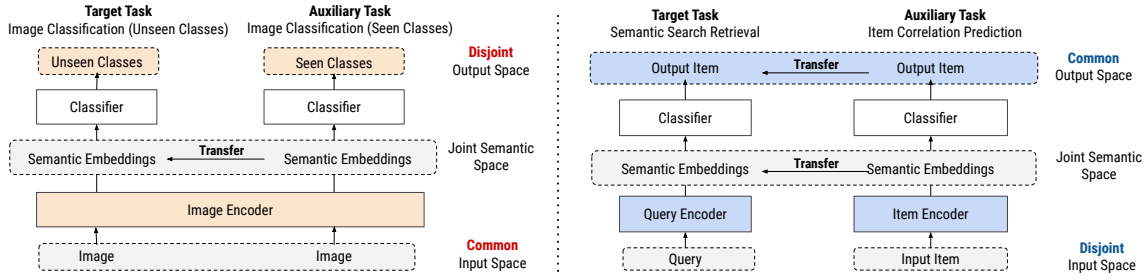 Target Task
Image Classification (Unseen Classes)
Auxiliary Task
Image Classification (Seen Classes)
Unseen Classes
Seen Classes
Disjoint
Output Space
Classifier
Classifier
Semantic Embeddings
Transfer
Semantic Embeddings
Joint Semantic
Space
Image Encoder
Image
Image
Common
Input Space
Target Task
Semantic Search Retrieval
Auxiliary Task
Item Correlation Prediction
Output Item
Transfer
Output Item
Common
Output Space
Classifier
Classifier
Semantic Embeddings
Transfer
Semantic Embeddings
Joint Semantic
Space
Query Encoder
Item Encoder
Query
Input Item
Disjoint
Input Space